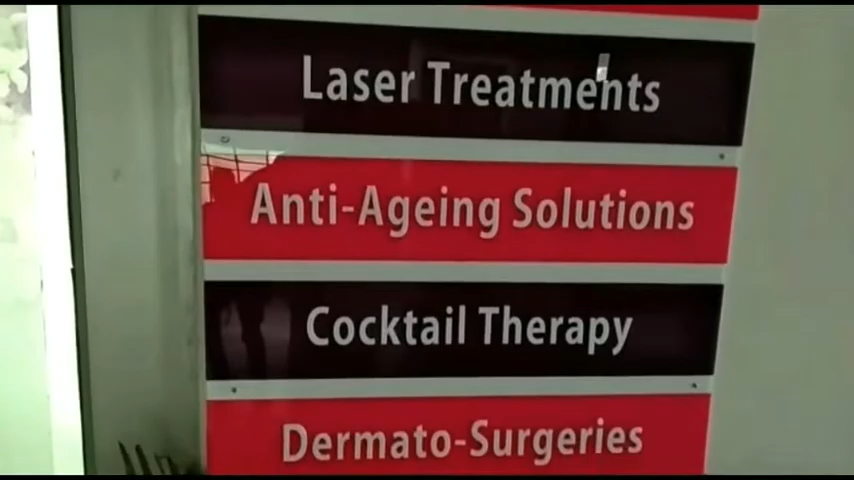 Laser Treatments
Anti-Ageing Solutions
Cocktail Therapy
Dermato-Surgeries